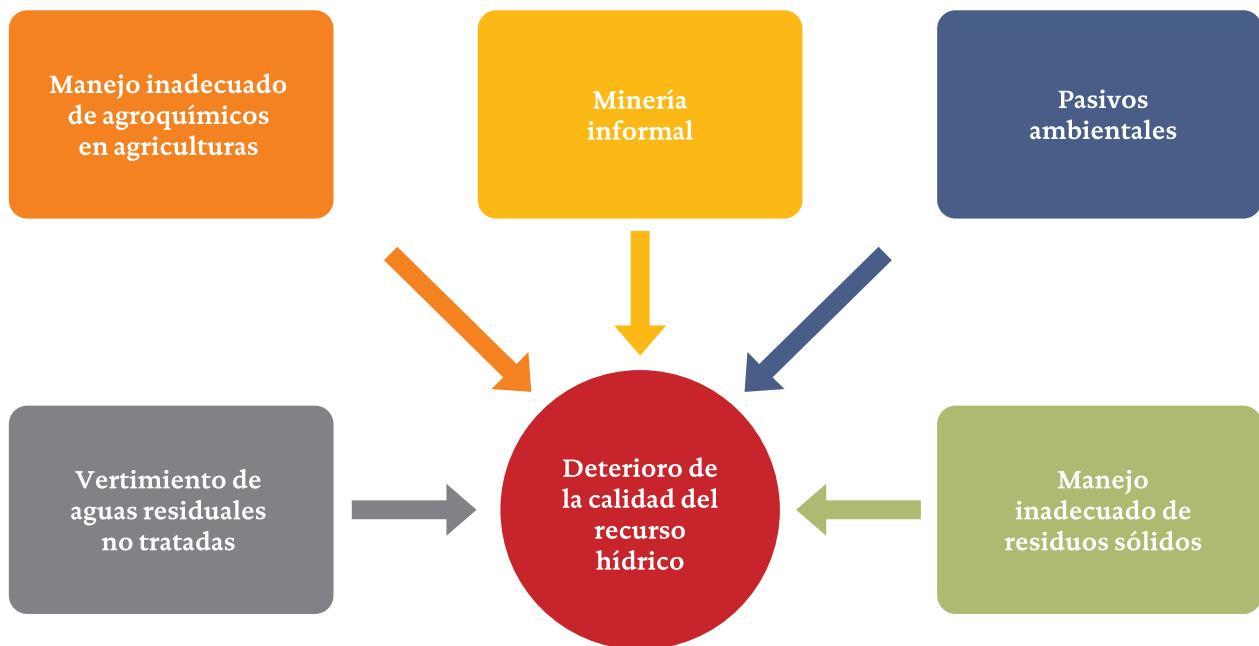 Manejo inadecuado
de agroquímicos
en agriculturas
Minería
informal
Pasivos
ambientales
Vertimiento de
aguas residuales
no tratadas
Deterioro de
la calidad del
recurso
hídrico
Manejo
inadecuado de
residuos sólidos